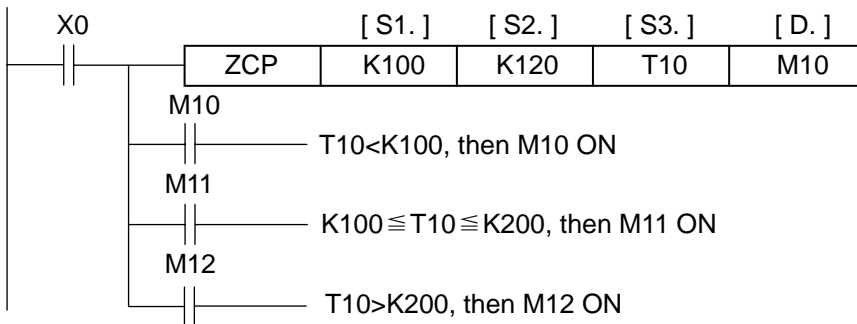 X0 [ S1. ] [ S2. ] [ S3. ] [ D. ]
ZCP K100 K120 T10 M10
M10
T10<K100, then M10 ON
M11
K100≦T10≦K200, then M11 ON
M12
T10>K200, then M12 ON